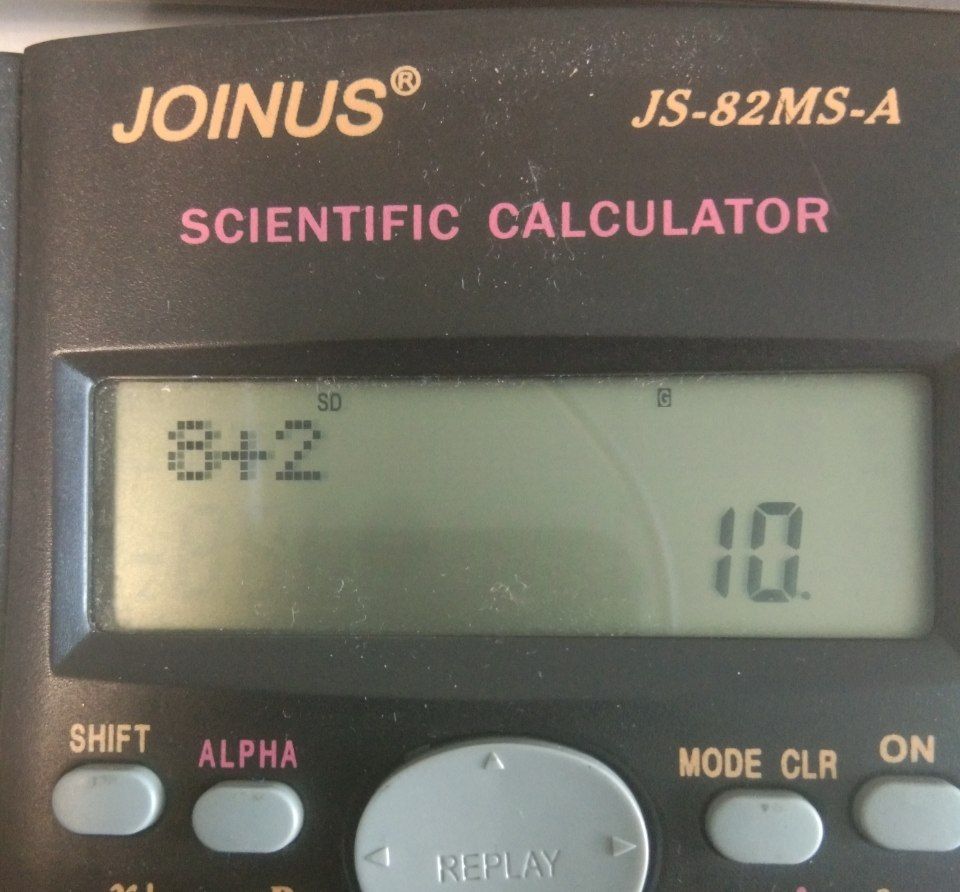 JOINUS® JS-82MS-A
SCIENTIFIC CALCULATOR
SD G
8+2
10.
SHIFT ALPHA MODE CLR ON
REPLAY